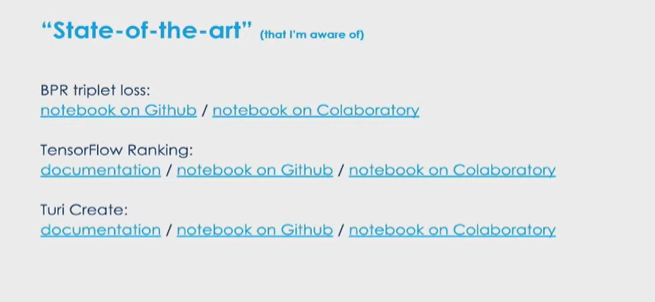 “State-of-the-art” (that I'm aware of)
BPR triplet loss:
notebook on Github / notebook on Colaboratory
TensorFlow Ranking:
documentation / notebook on Github / notebook on Colaboratory
Turi Create:
documentation / notebook on Github / notebook on Colaboratory